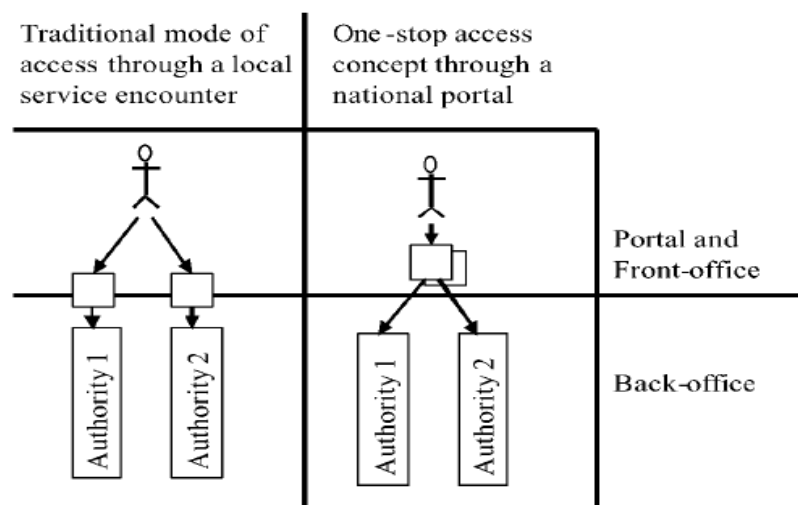 Traditional mode of
access through a local
service encounter
One-stop access
concept through a
national portal
Portal and
Front-office
Authority 1
Authority 2
Authority 1
Authority 2
Back-office